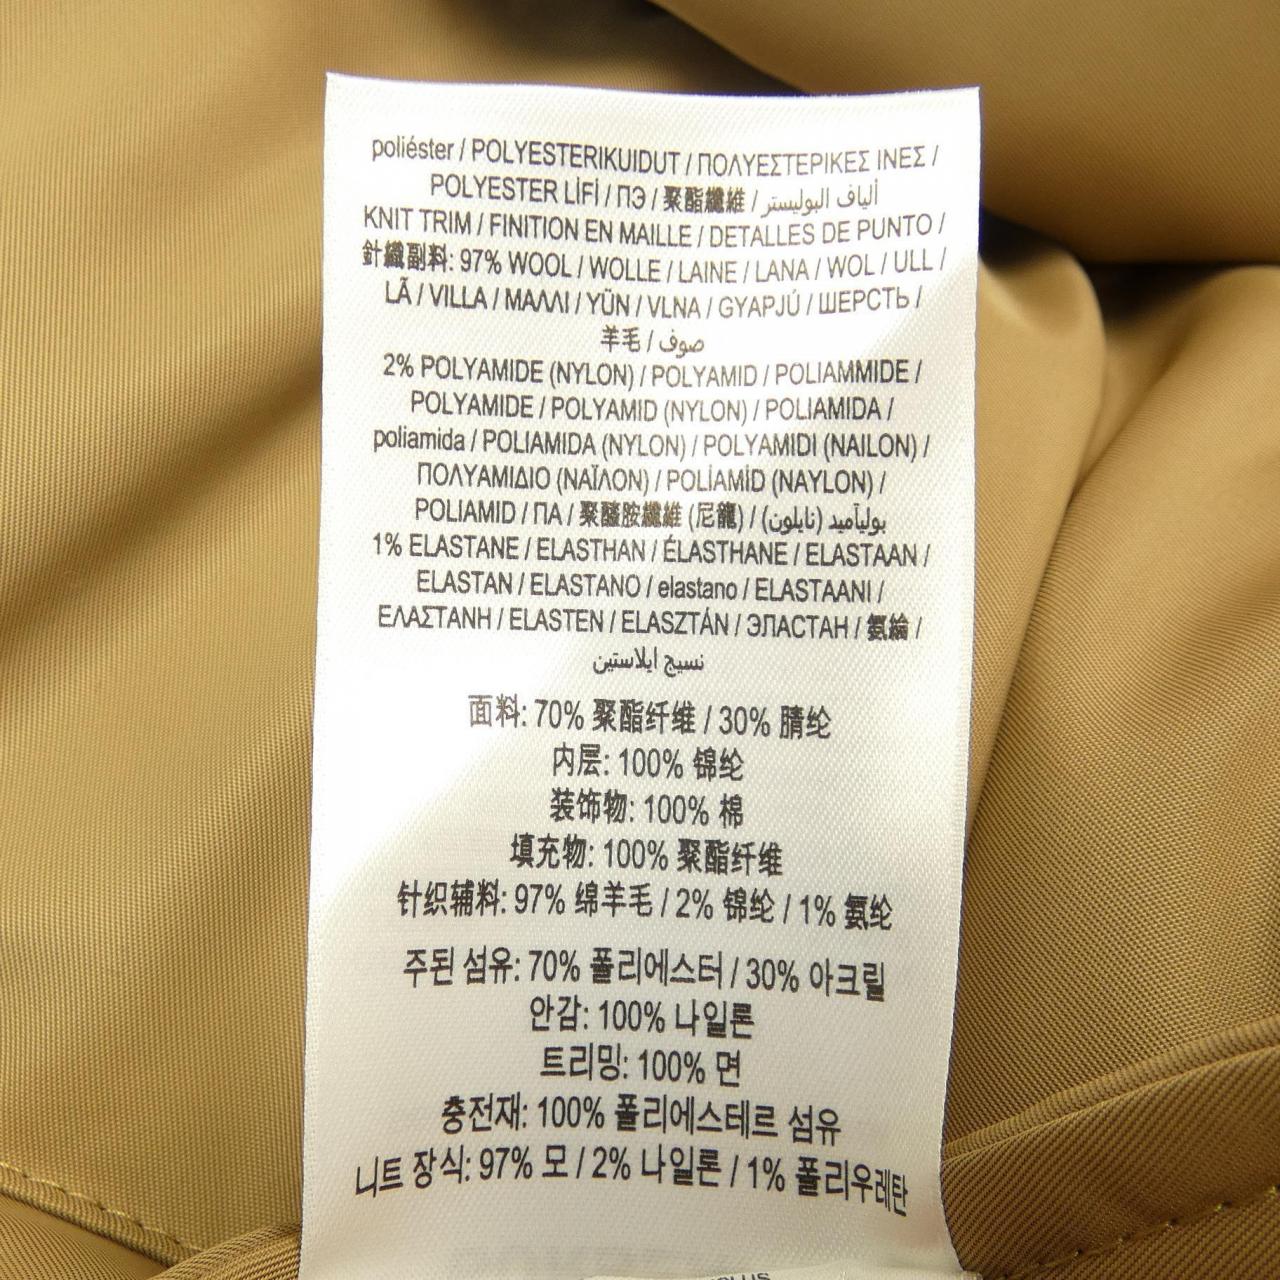 poliéster / POLYESTERIKUIDUT / ΠΟΛΥΕΣΤΕΡΙΚΕΣ ΙΝΕΣ /
POLYESTER LİFİ / ПЭ / 聚酯纖維 / ألياف البوليستر
KNIT TRIM / FINITION EN MAILLE / DETALLES DE PUNTO /
針織副料: 97% WOOL / WOLLE / LAINE / LANA / WOL / ULL /
LÃ / VILLA / ΜΑΛΛΙ / YÜN / VLNA / GYAPJÚ / ШЕРСТЬ /
羊毛 / صوف
2% POLYAMIDE (NYLON) / POLYAMID / POLIAMMIDE /
POLYAMIDE / POLYAMID (NYLON) / POLIAMIDA /
poliamida / POLIAMIDA (NYLON) / POLYAMIDI (NAILON) /
ΠΟΛΥΑΜΙΔΙΟ (ΝΑΪΛΟΝ) / POLİAMİD (NAYLON) /
POLIAMID / ПА / 聚醯胺纖維 (尼龍) / بوليأميد (نايلون)
1% ELASTANE / ELASTHAN / ÉLASTHANE / ELASTAAN /
ELASTAN / ELASTANO / elastano / ELASTAANI /
ΕΛΑΣΤΑΝΗ / ELASTEN / ELASZTÁN / ЭЛАСТАН / 氨綸 /
نسيج ايلاستين
面料: 70% 聚酯纤维 / 30% 腈纶
内层: 100% 锦纶
装饰物: 100% 棉
填充物: 100% 聚酯纤维
针织辅料: 97% 绵羊毛 / 2% 锦纶 / 1% 氨纶
주된 섬유: 70% 폴리에스터 / 30% 아크릴
안감: 100% 나일론
트리밍: 100% 면
충전재: 100% 폴리에스테르 섬유
니트 장식: 97% 모 / 2% 나일론 / 1% 폴리우레탄